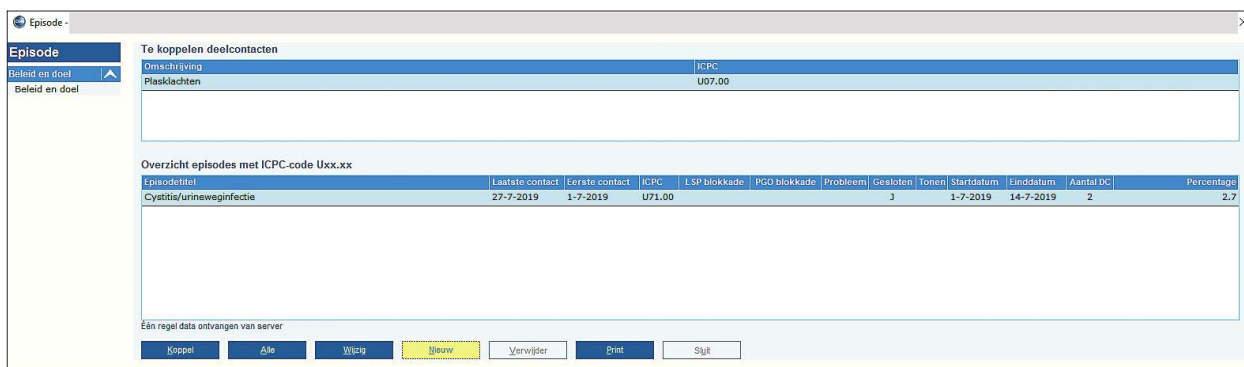 Episode -
Episode
Beleid en doel
Beleid en doel
Te koppelen deelcontacten
Omschrijving ICPC
Plasklachten U07.00
Overzicht episodes met ICPC-code Uxx.xx
Episodetitel Laatste contact Eerste contact ICPC LSP blokkade PGO blokkade Probleem Gesloten Tonen Startdatum Einddatum Aantal DC Percentage
Cystitis/urineweginfectie 27-7-2019 1-7-2019 U71.00 J 1-7-2019 14-7-2019 2 2.7
Één regel data ontvangen van server
Koppel Alle Wijzig Nieuw Verwijder Print Sluit